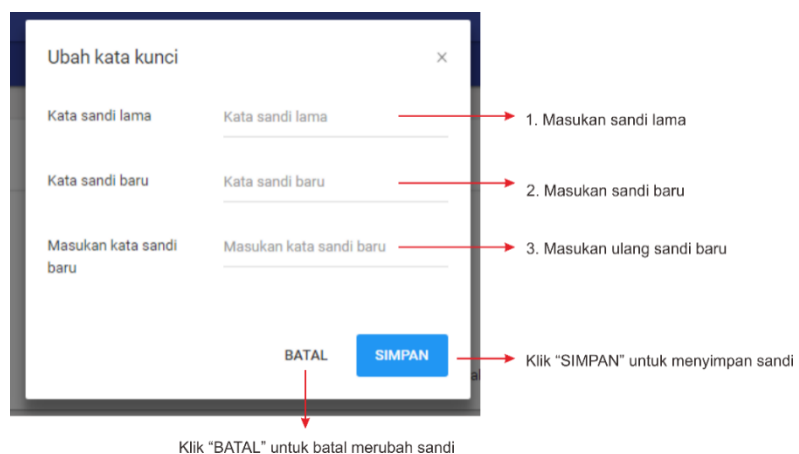 Ubah kata kunci ×
Kata sandi lama Kata sandi lama 1. Masukan sandi lama
Kata sandi baru Kata sandi baru 2. Masukan sandi baru
Masukan kata sandi Masukan kata sandi baru 3. Masukan ulang sandi baru
baru
BATAL SIMPAN Klik “SIMPAN” untuk menyimpan sandi
Klik “BATAL” untuk batal merubah sandi